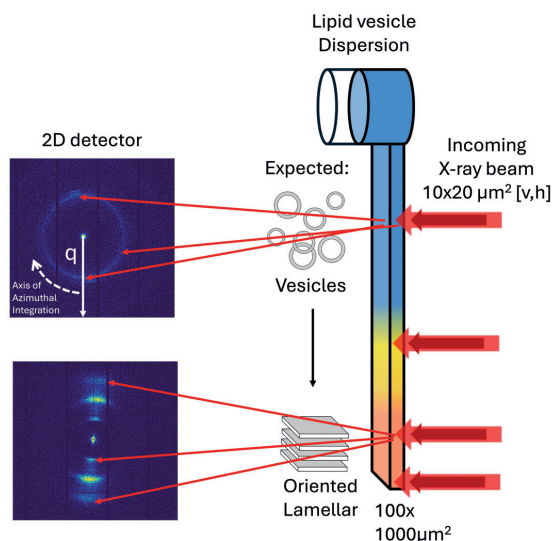 Lipid vesicle
Dispersion
2D detector
Expected:
Incoming
X-ray beam
10x20 µm² [v,h]
q
Axis of
Azimuthal
Integration
Vesicles
Oriented
Lamellar
100x
1000µm²